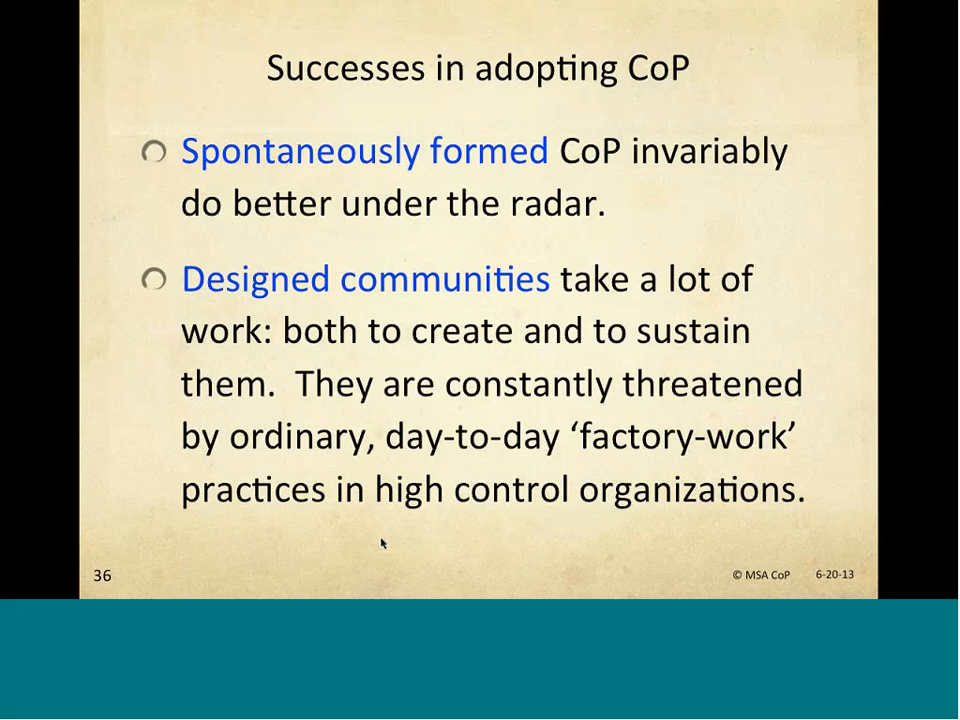 Successes in adopting CoP
Spontaneously formed CoP invariably
do better under the radar.
Designed communities take a lot of
work: both to create and to sustain
them.  They are constantly threatened
by ordinary, day-to-day ‘factory-work’
practices in high control organizations.
36
© MSA CoP
6-20-13